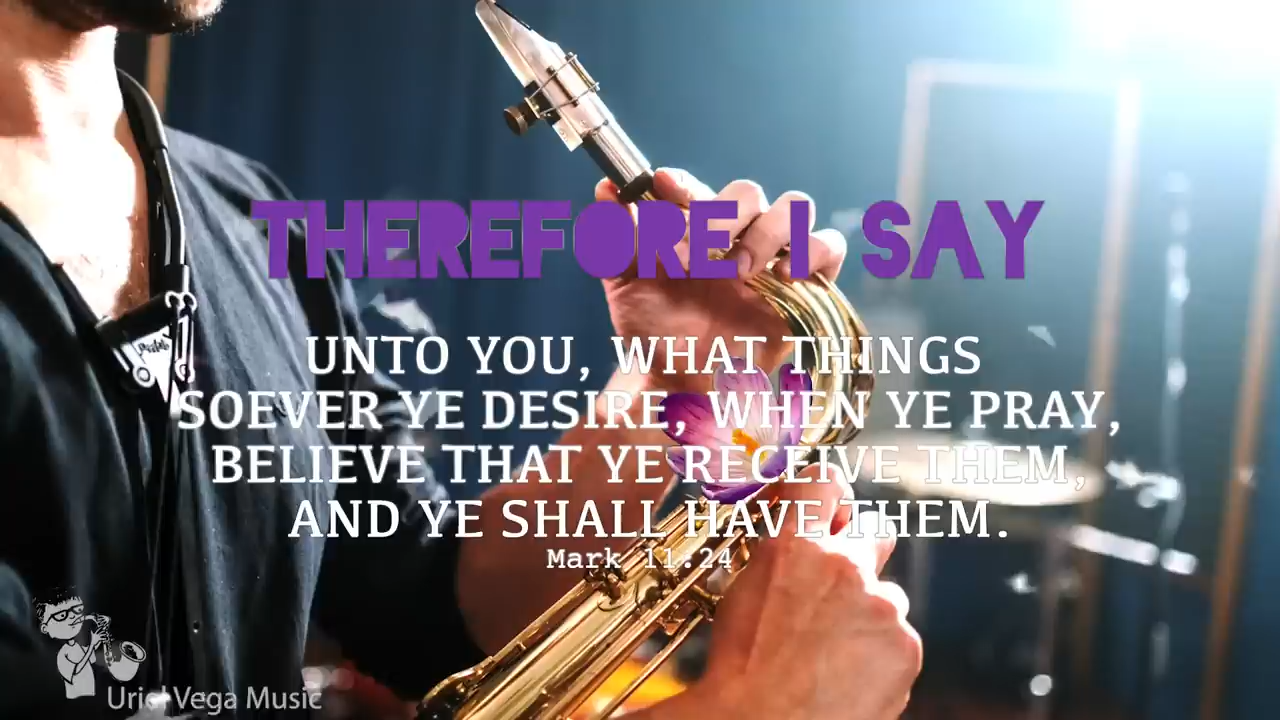 THEREFORE I SAY
UNTO YOU, WHAT THINGS
SOEVER YE DESIRE, WHEN YE PRAY,
BELIEVE THAT YE RECEIVE THEM,
AND YE SHALL HAVE THEM.
Mark 11:24
Uriel Vega Music